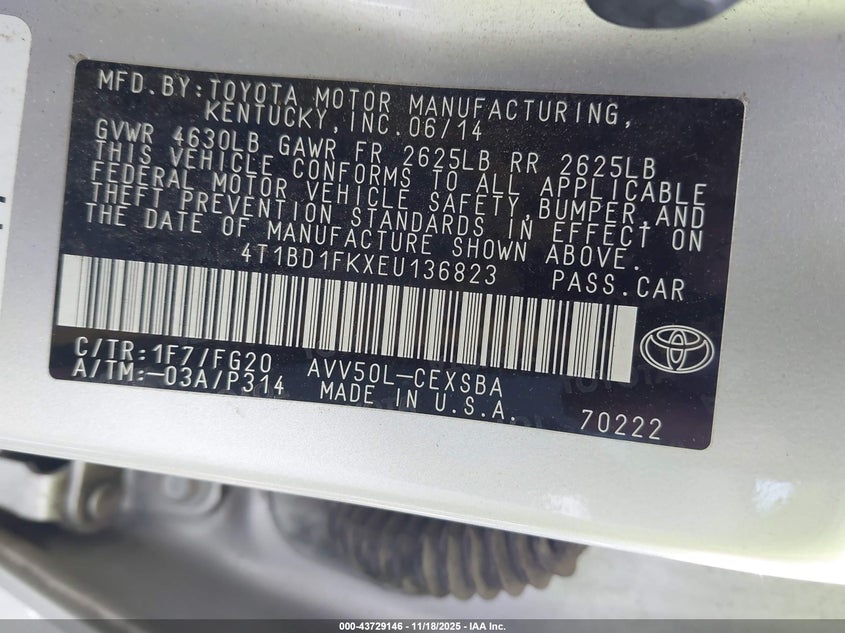 MFD.BY:TOYOTA MOTOR MANUFACTURING,
KENTUCKY,INC.06/14
GVWR 4630LB GAWR FR 2625LB RR 2625LB
THIS VEHICLE CONFORMS TO ALL APPLICABLE
FEDERAL MOTOR VEHICLE SAFETY,BUMPER,AND
THEFT PREVENTION STANDARDS IN EFFECT ON
THE DATE OF MANUFACTURE SHOWN ABOVE.
4T1BD1FKXEU136823 PASS.CAR
C/TR:1F7/FG20 AVV50L-CEXSBA
A/TM:-03A/P314 MADE IN U.S.A. 70222
000-43729146 - 11/18/2025 - IAA Inc.